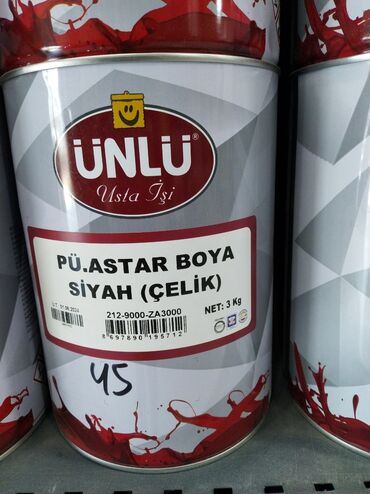 ÜNLÜ®
Usta İşi
PÜ.ASTAR BOYA
SİYAH (ÇELİK)
212-9000-ZA3000
NET: 3 Kg
8697890195712
45